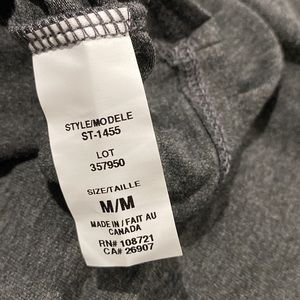 STYLE/MODELE
ST-1455
LOT
357950
SIZE/TAILLE
M/M
MADE IN / FAIT AU
CANADA
RN# 108721
CA# 26907